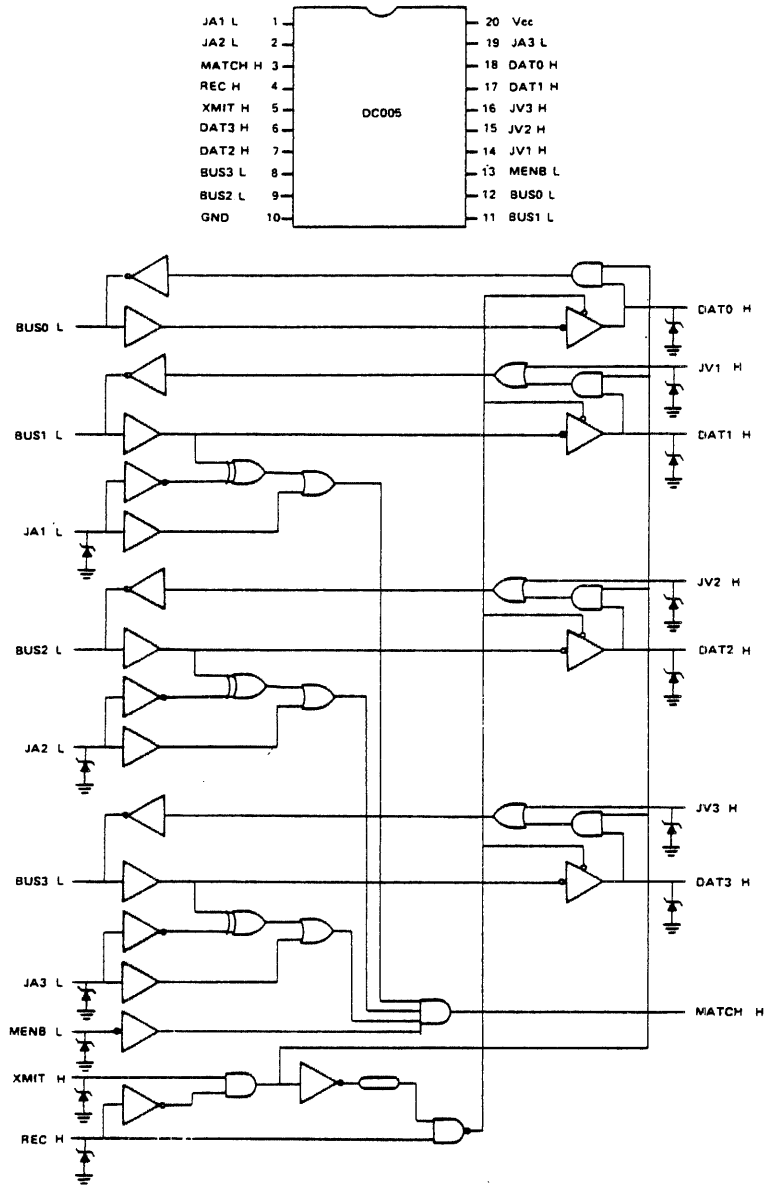 JA1 L 1
JA2 L 2
MATCH H 3
REC H 4
XMIT H 5
DAT3 H 6
DAT2 H 7
BUS3 L 8
BUS2 L 9
GND 10
DC005
20 Vcc
19 JA3 L
18 DAT0 H
17 DAT1 H
16 JV3 H
15 JV2 H
14 JV1 H
13 MENB L
12 BUS0 L
11 BUS1 L
DAT0 H
BUS0 L
JV1 H
BUS1 L
DAT1 H
JA1 L
JV2 H
BUS2 L
DAT2 H
JA2 L
JV3 H
BUS3 L
DAT3 H
JA3 L
MATCH H
MENB L
XMIT H
REC H